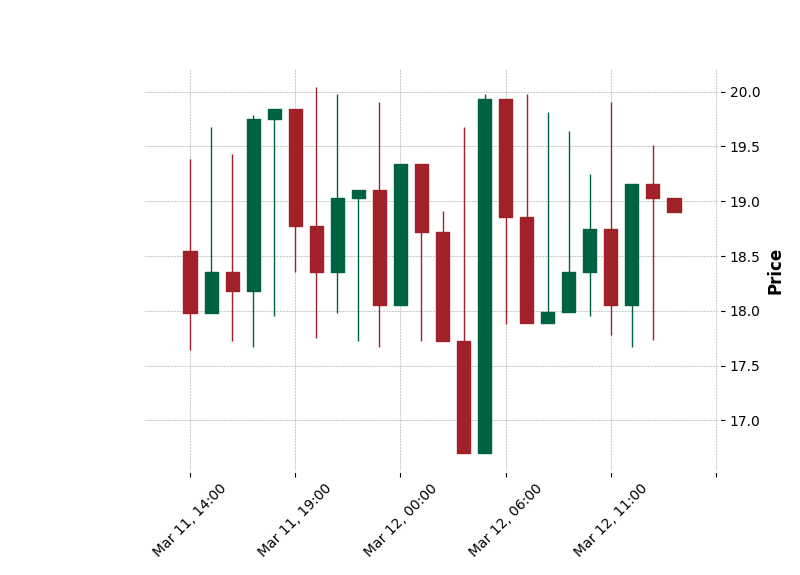 20.0
19.5
19.0
18.5
18.0
17.5
17.0
Price
Mar 11, 14:00
Mar 11, 19:00
Mar 12, 00:00
Mar 12, 06:00
Mar 12, 11:00